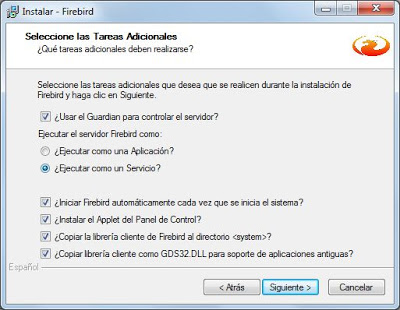 Instalar - Firebird
Seleccione las Tareas Adicionales
¿Qué tareas adicionales deben realizarse?
Seleccione las tareas adicionales que desea que se realicen durante la instalación de
Firebird y haga clic en Siguiente.
¿Usar el Guardian para controlar el servidor?
Ejecutar el servidor Firebird como:
¿Ejecutar como una Aplicación?
¿Ejecutar como un Servicio?
¿Iniciar Firebird automáticamente cada vez que se inicia el sistema?
¿Instalar el Applet del Panel de Control?
¿Copiar la librería cliente de Firebird al directorio <system>?
¿Copiar librería cliente como GDS32.DLL para soporte de aplicaciones antiguas?
Español
< Atrás
Siguiente >
Cancelar